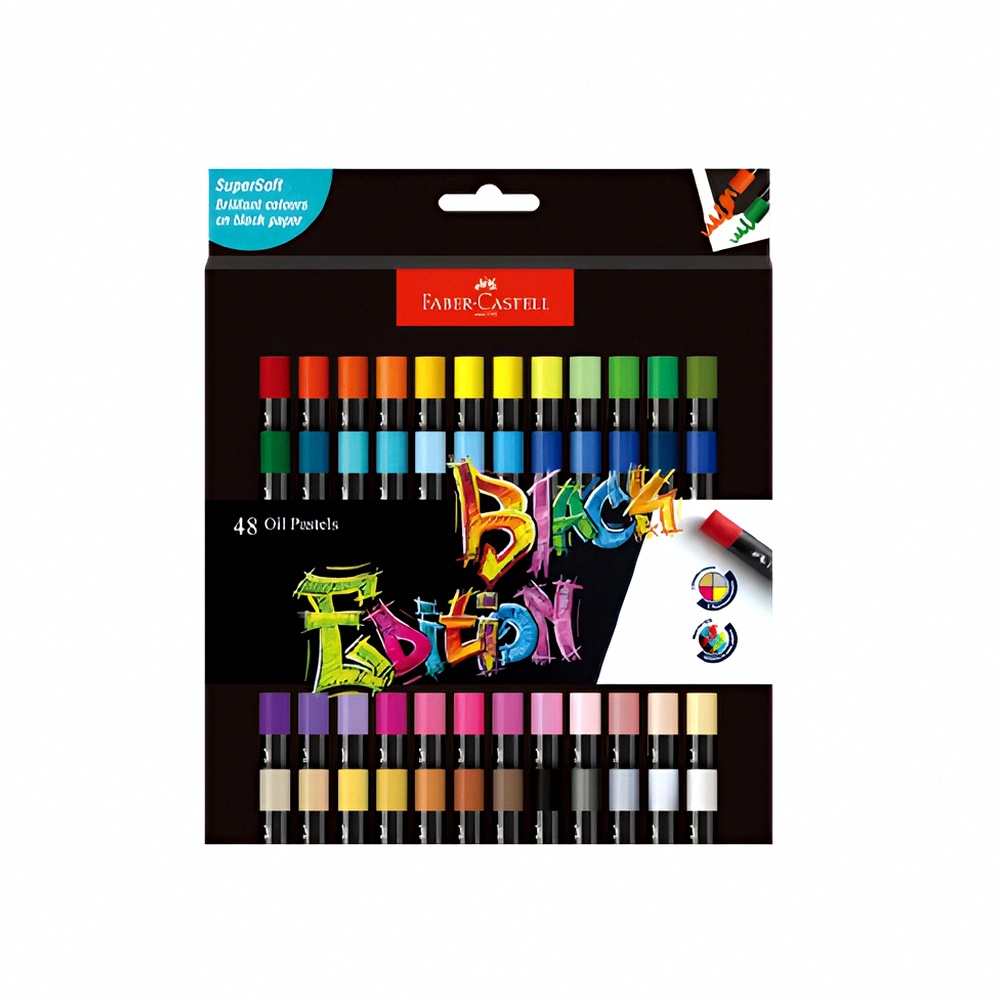 SuperSoft
Brilliant colours
on black paper
FABER-CASTELL
48 Oil Pastels
Black
Edition